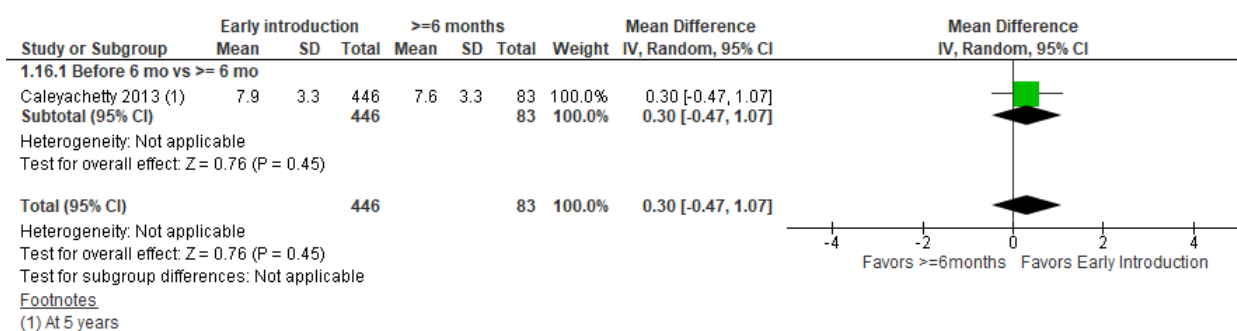 Early introduction >=6 months Mean Difference Mean Difference
Study or Subgroup Mean SD Total Mean SD Total Weight IV, Random, 95% CI IV, Random, 95% CI
1.16.1 Before 6 mo vs >= 6 mo
Caleyachetty 2013 (1) 7.9 3.3 446 7.6 3.3 83 100.0% 0.30 [-0.47, 1.07]
Subtotal (95% CI) 446 83 100.0% 0.30 [-0.47, 1.07]
Heterogeneity: Not applicable
Test for overall effect: Z = 0.76 (P = 0.45)
Total (95% CI) 446 83 100.0% 0.30 [-0.47, 1.07]
Heterogeneity: Not applicable
Test for overall effect: Z = 0.76 (P = 0.45)
Test for subgroup differences: Not applicable
Footnotes
(1) At 5 years
-4 -2 0 2 4
Favors >=6months Favors Early Introduction